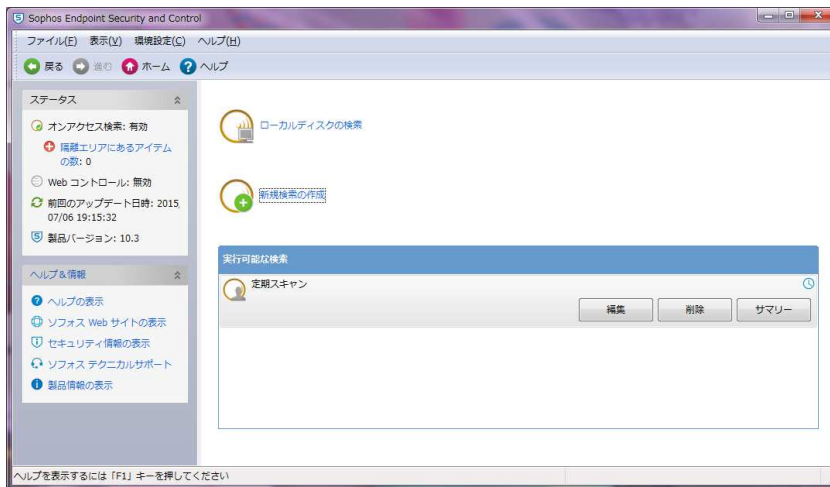 Sophos Endpoint Security and Control
ファイル(F) 表示(V) 環境設定(C) ヘルプ(H)
戻る 進む ホーム ヘルプ
ステータス
オンアクセス検索: 有効
隔離エリアにあるアイテム
の数: 0
Web コントロール: 無効
前回のアップデート日時: 2015/
07/06 19:15:32
製品バージョン: 10.3
ヘルプ&情報
ヘルプの表示
ソフォス Web サイトの表示
セキュリティ情報の表示
ソフォス テクニカルサポート
製品情報の表示
ローカルディスクの検索
新規検索の作成
実行可能な検索
定期スキャン
編集 削除 サマリー
ヘルプを表示するには「F1」キーを押してください